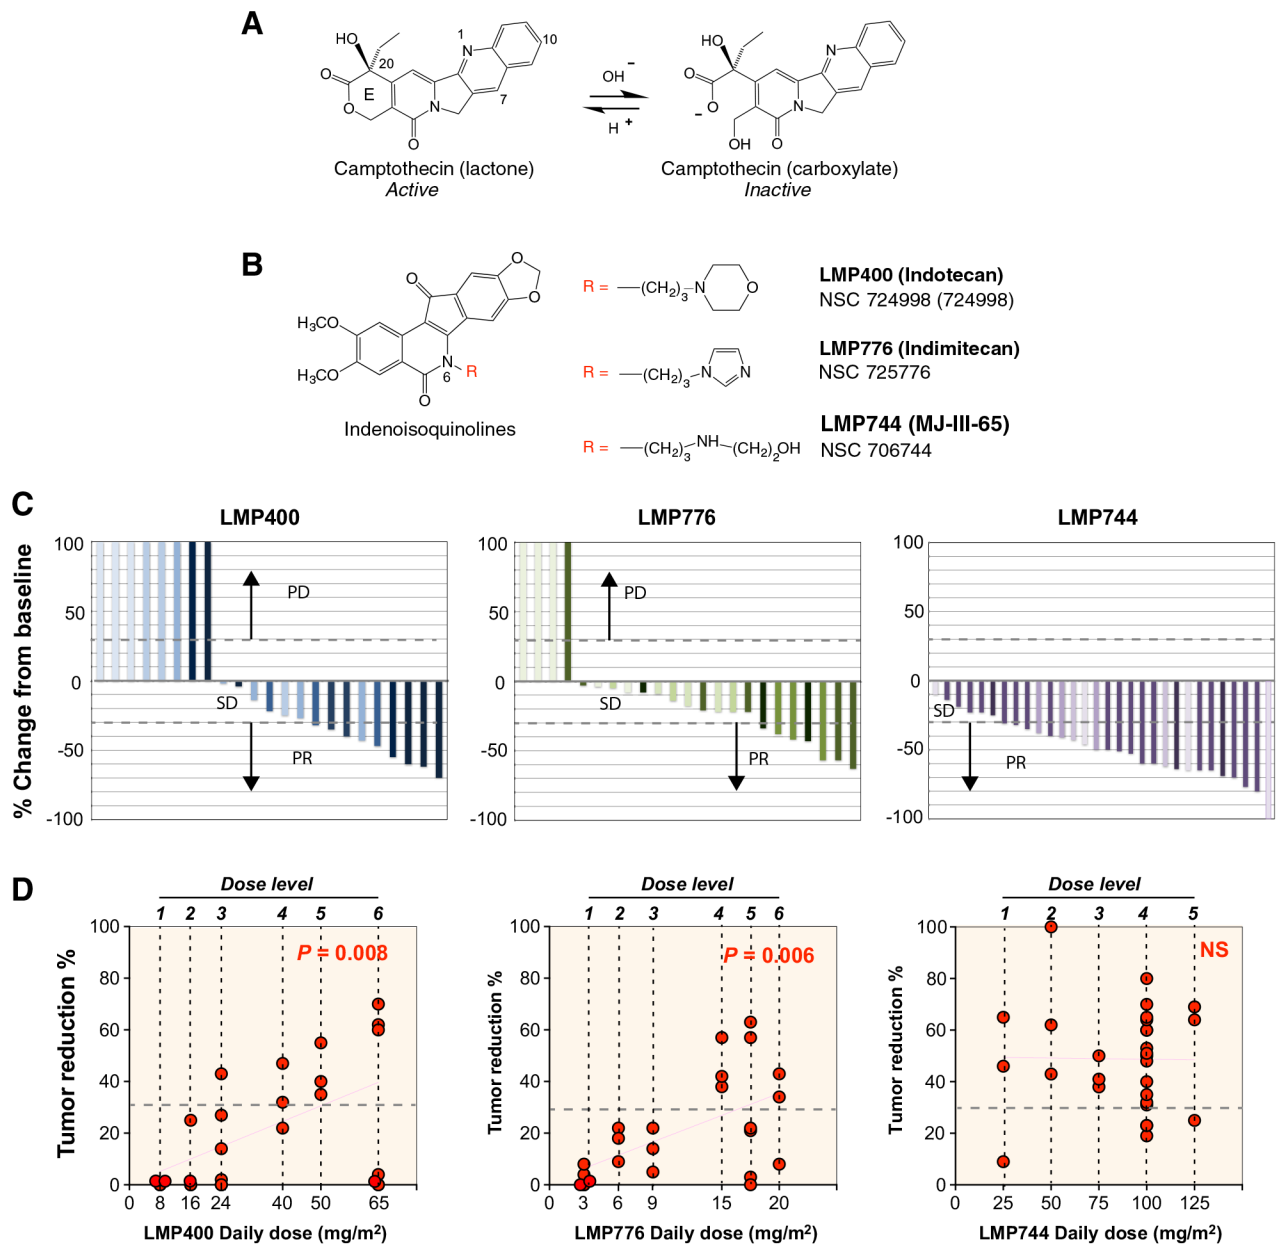 A
HO
20
N
1
10
7
O
E
O
N
O
OH −
H +
HO
N
O
O −
N
OH
O
Camptothecin (lactone)
Active
Camptothecin (carboxylate)
Inactive
B
O
O
O
H₃CO
H₃CO
N
6
R
O
Indenoisoquinolines
R = —(CH₂)₃ N O
LMP400 (Indotecan)
NSC 724998 (724998)
R = —(CH₂)₃ N N
LMP776 (Indimitecan)
NSC 725776
R = —(CH₂)₃ NH (CH₂)₂OH
LMP744 (MJ-III-65)
NSC 706744
C
% Change from baseline
LMP400
100
50
0
-50
-100
PD
SD
PR
LMP776
100
50
0
-50
-100
PD
SD
PR
LMP744
100
50
0
-50
-100
SD
PR
D
Dose level
1 2 3 4 5 6
P = 0.008
Tumor reduction %
100
80
60
40
20
0
0 8 16 24 40 50 65
LMP400 Daily dose (mg/m²)
Dose level
1 2 3 4 5 6
P = 0.006
Tumor reduction %
100
80
60
40
20
0
0 3 6 9 15 20
LMP776 Daily dose (mg/m²)
Dose level
1 2 3 4 5
NS
Tumor reduction %
100
80
60
40
20
0
0 25 50 75 100 125
LMP744 Daily dose (mg/m²)